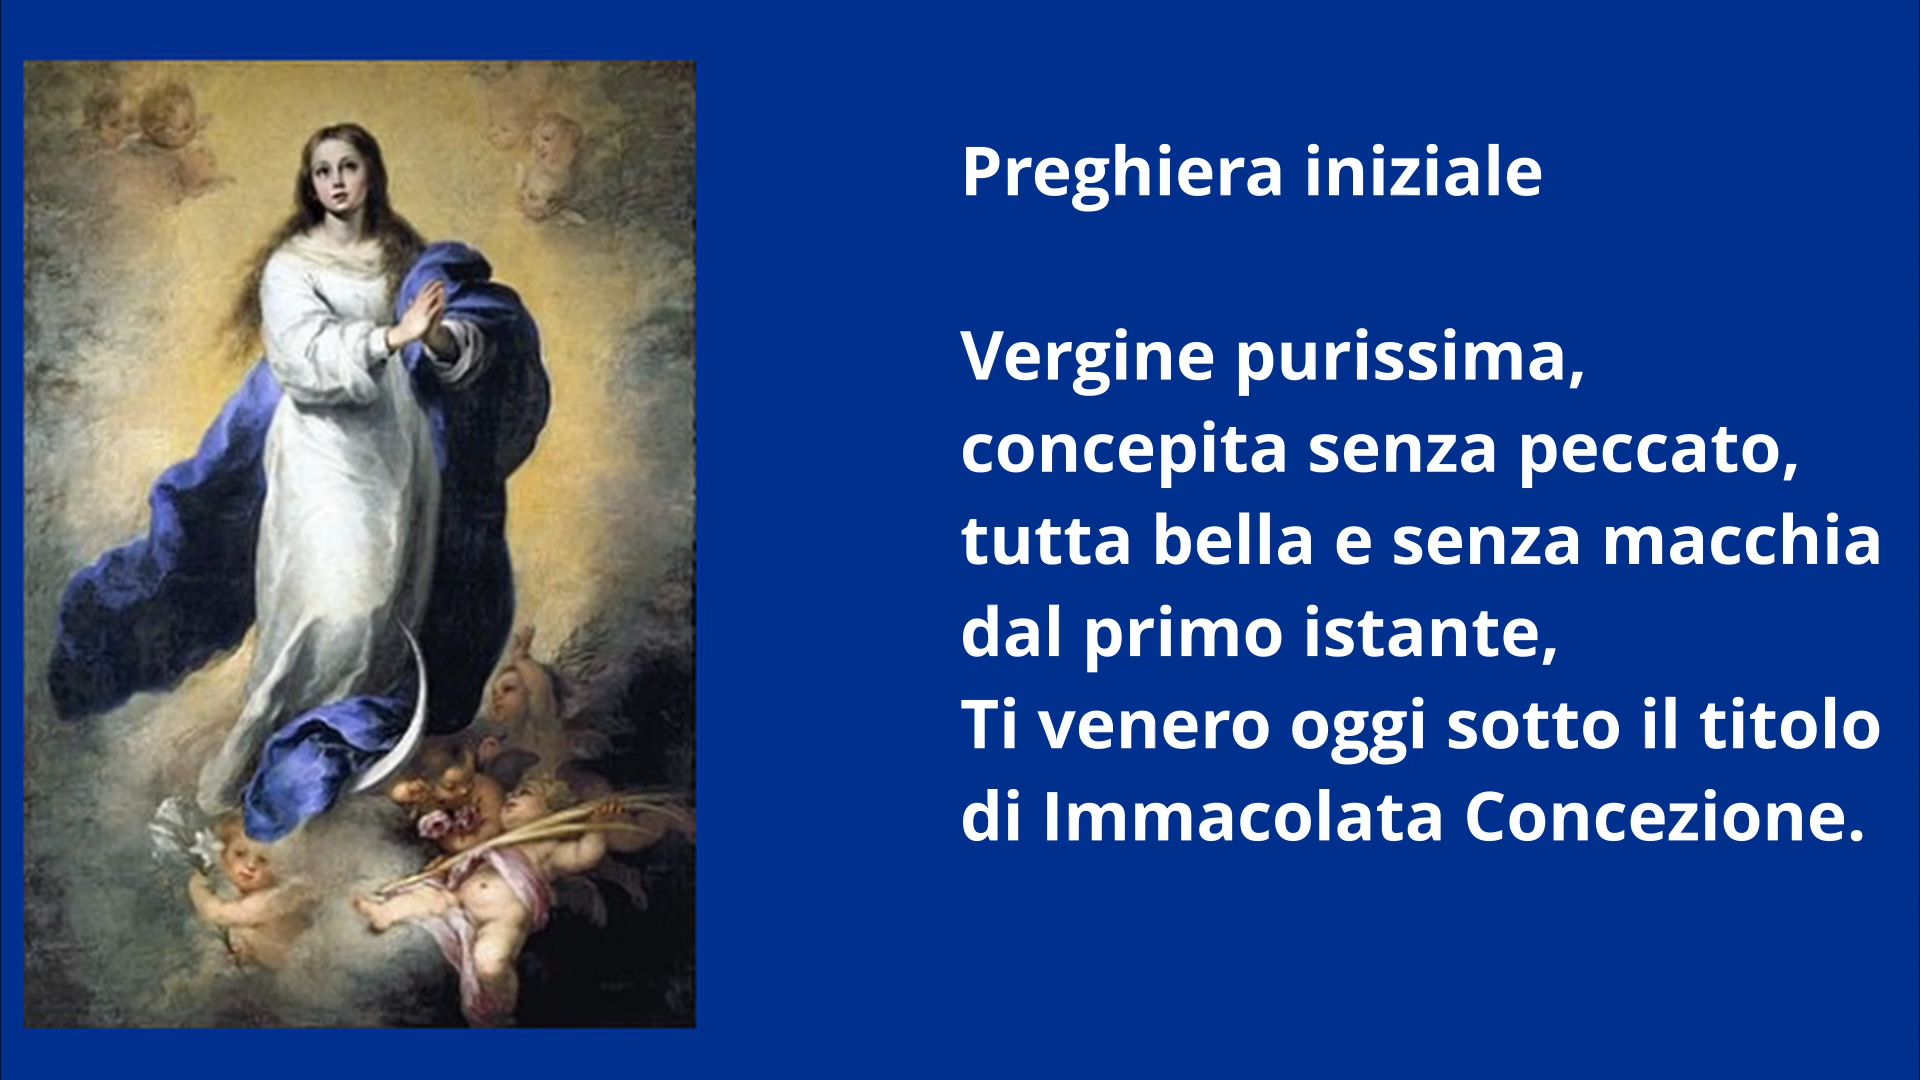 Preghiera iniziale
Vergine purissima,
concepita senza peccato,
tutta bella e senza macchia
dal primo istante,
Ti venero oggi sotto il titolo
di Immacolata Concezione.